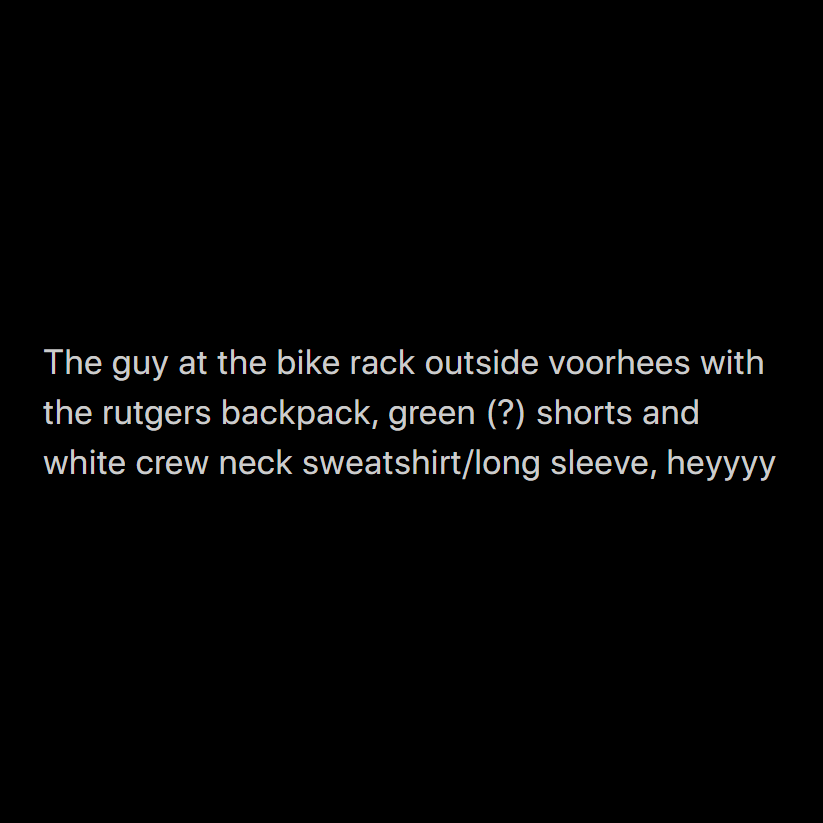 The guy at the bike rack outside voorhees with
the rutgers backpack, green (?) shorts and
white crew neck sweatshirt/long sleeve, heyyyy